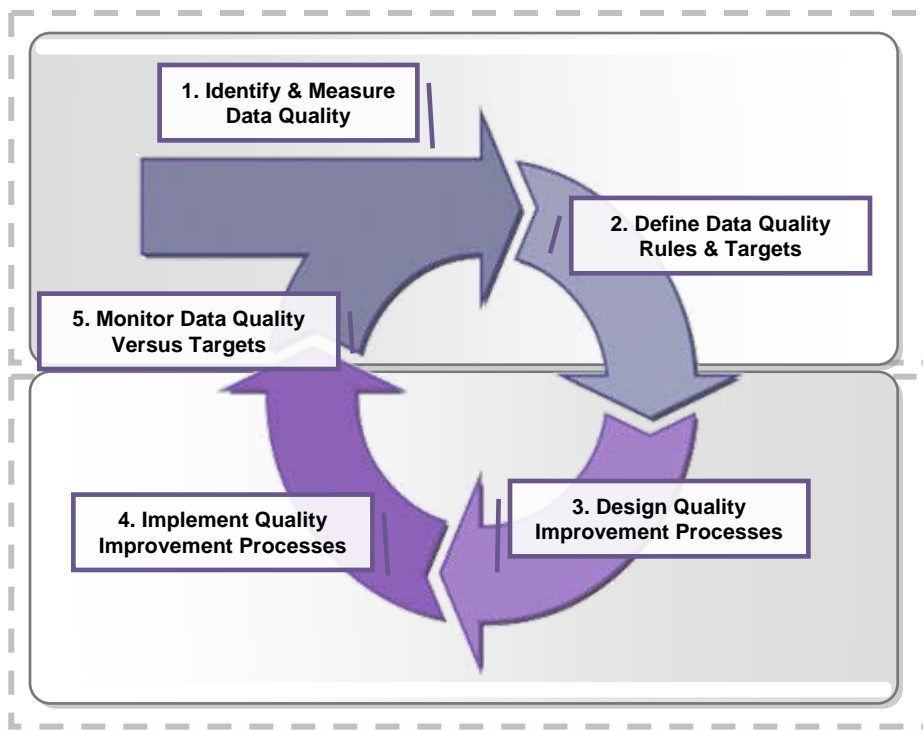 1. Identify & Measure
Data Quality
2. Define Data Quality
Rules & Targets
3. Design Quality
Improvement Processes
4. Implement Quality
Improvement Processes
5. Monitor Data Quality
Versus Targets